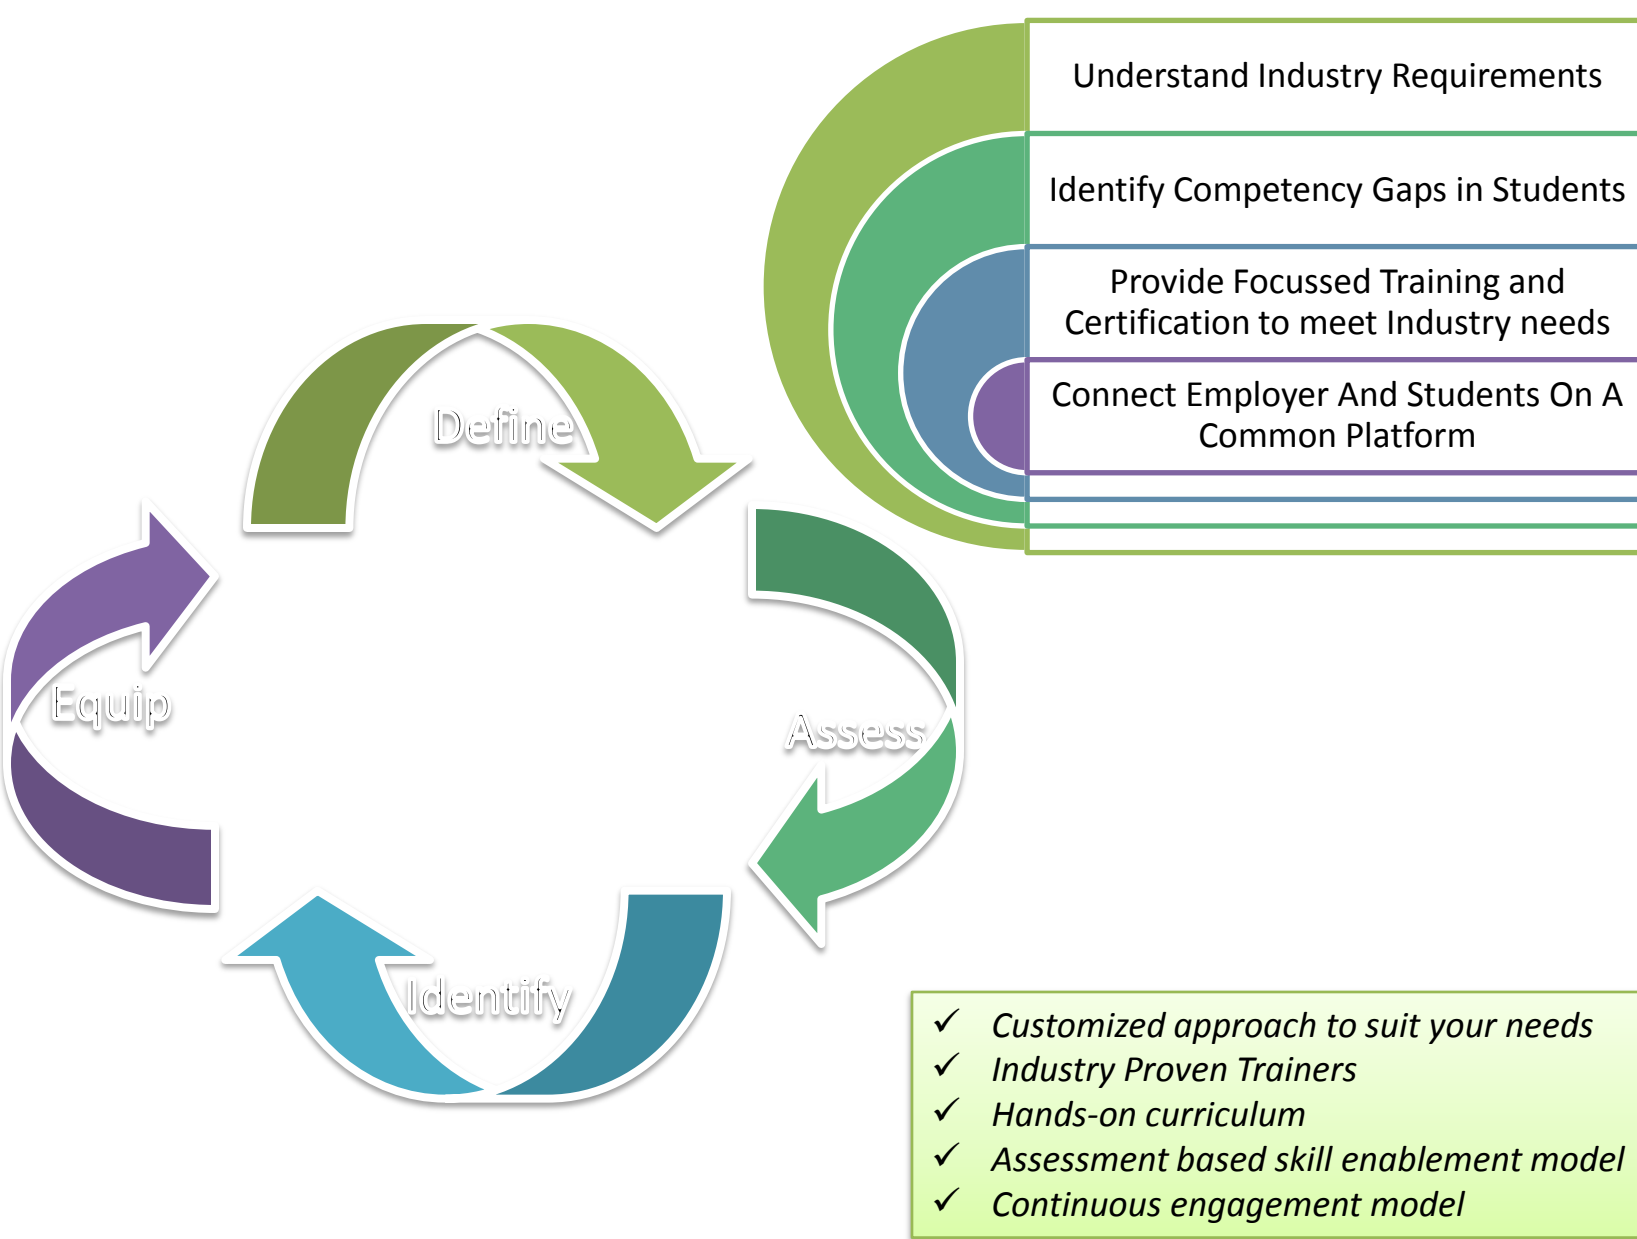 Understand Industry Requirements
Identify Competency Gaps in Students
Provide Focussed Training and
Certification to meet Industry needs
Connect Employer And Students On A
Common Platform
Define
Equip
Assess
Identify
✓ Customized approach to suit your needs
✓ Industry Proven Trainers
✓ Hands-on curriculum
✓ Assessment based skill enablement model
✓ Continuous engagement model